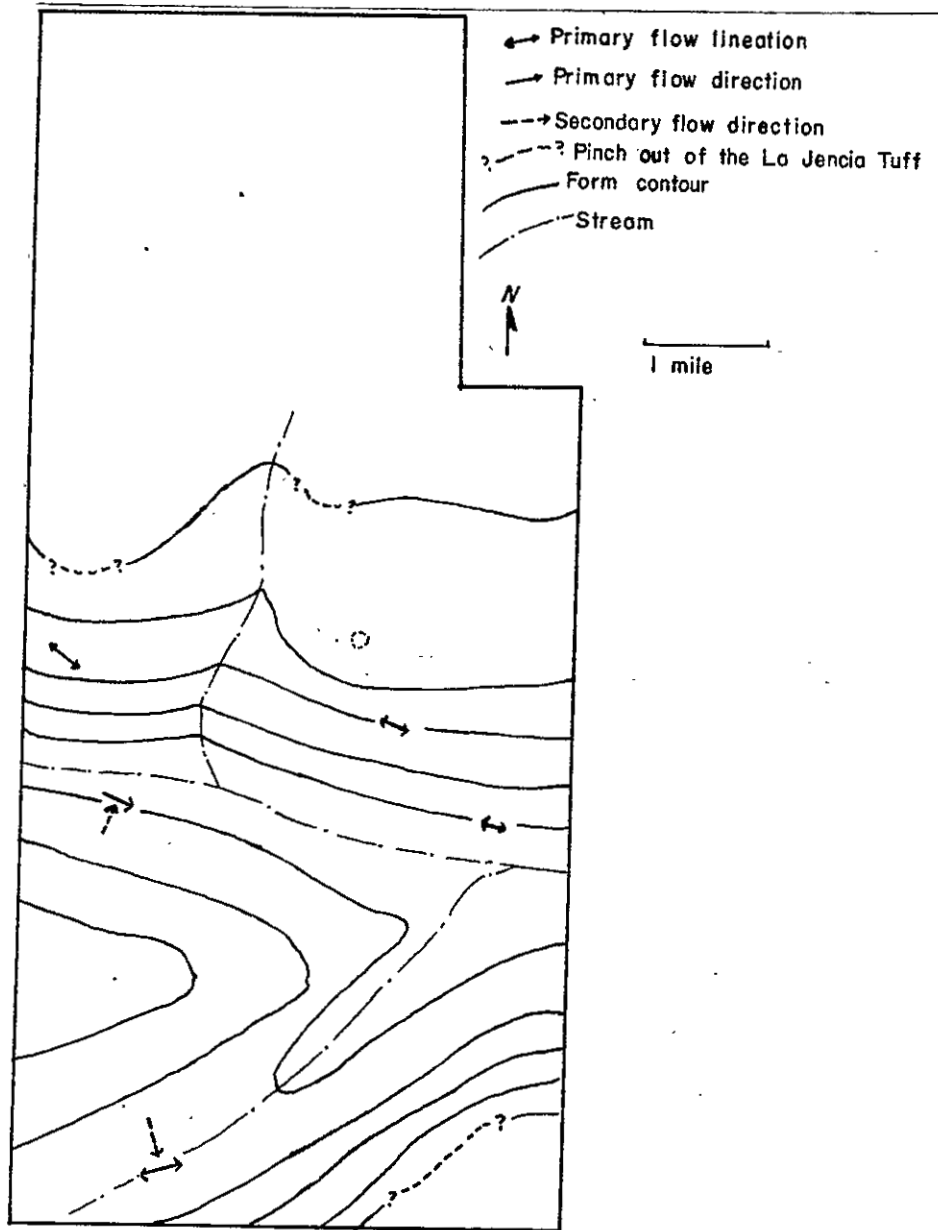 Primary flow lineation
Primary flow direction
Secondary flow direction
? ? Pinch out of the La Jencia Tuff
Form contour
Stream
N
1 mile
? ?
? ?
?
?